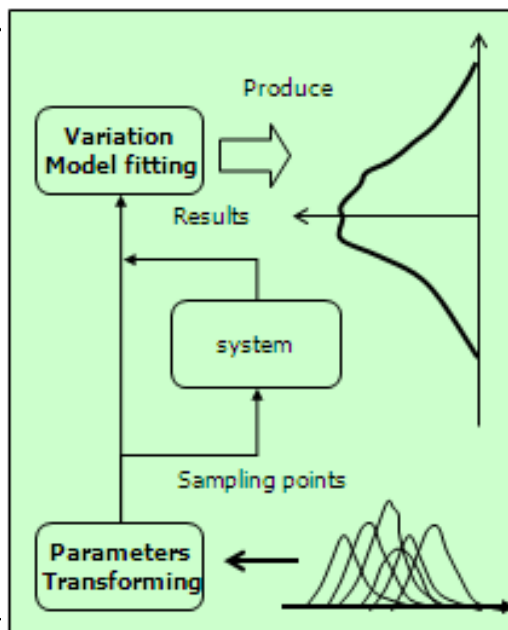 Produce
Variation
Model fitting
Results
system
Sampling points
Parameters
Transforming